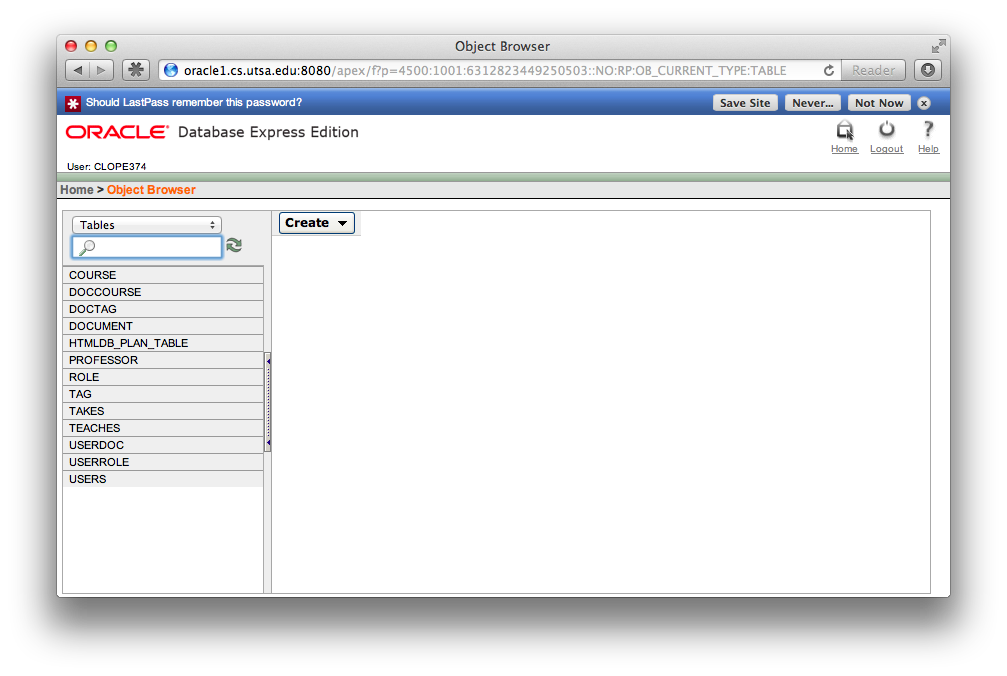 Object Browser
oracle1.cs.utsa.edu:8080/apex/f?p=4500:1001:6312823449250503::NO:RP:OB_CURRENT_TYPE:TABLE
Reader
Should LastPass remember this password?
Save Site
Never...
Not Now
ORACLE® Database Express Edition
Home
Logout
Help
User: CLOPE374
Home > Object Browser
Tables
Create
COURSE
DOCCOURSE
DOCTAG
DOCUMENT
HTMLDB_PLAN_TABLE
PROFESSOR
ROLE
TAG
TAKES
TEACHES
USERDOC
USERROLE
USERS